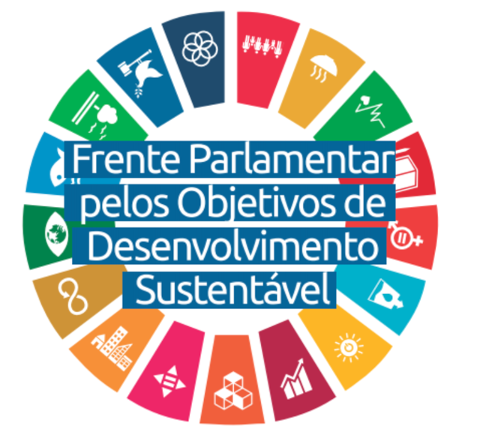 Frente Parlamentar
pelos Objetivos de
Desenvolvimento
Sustentável